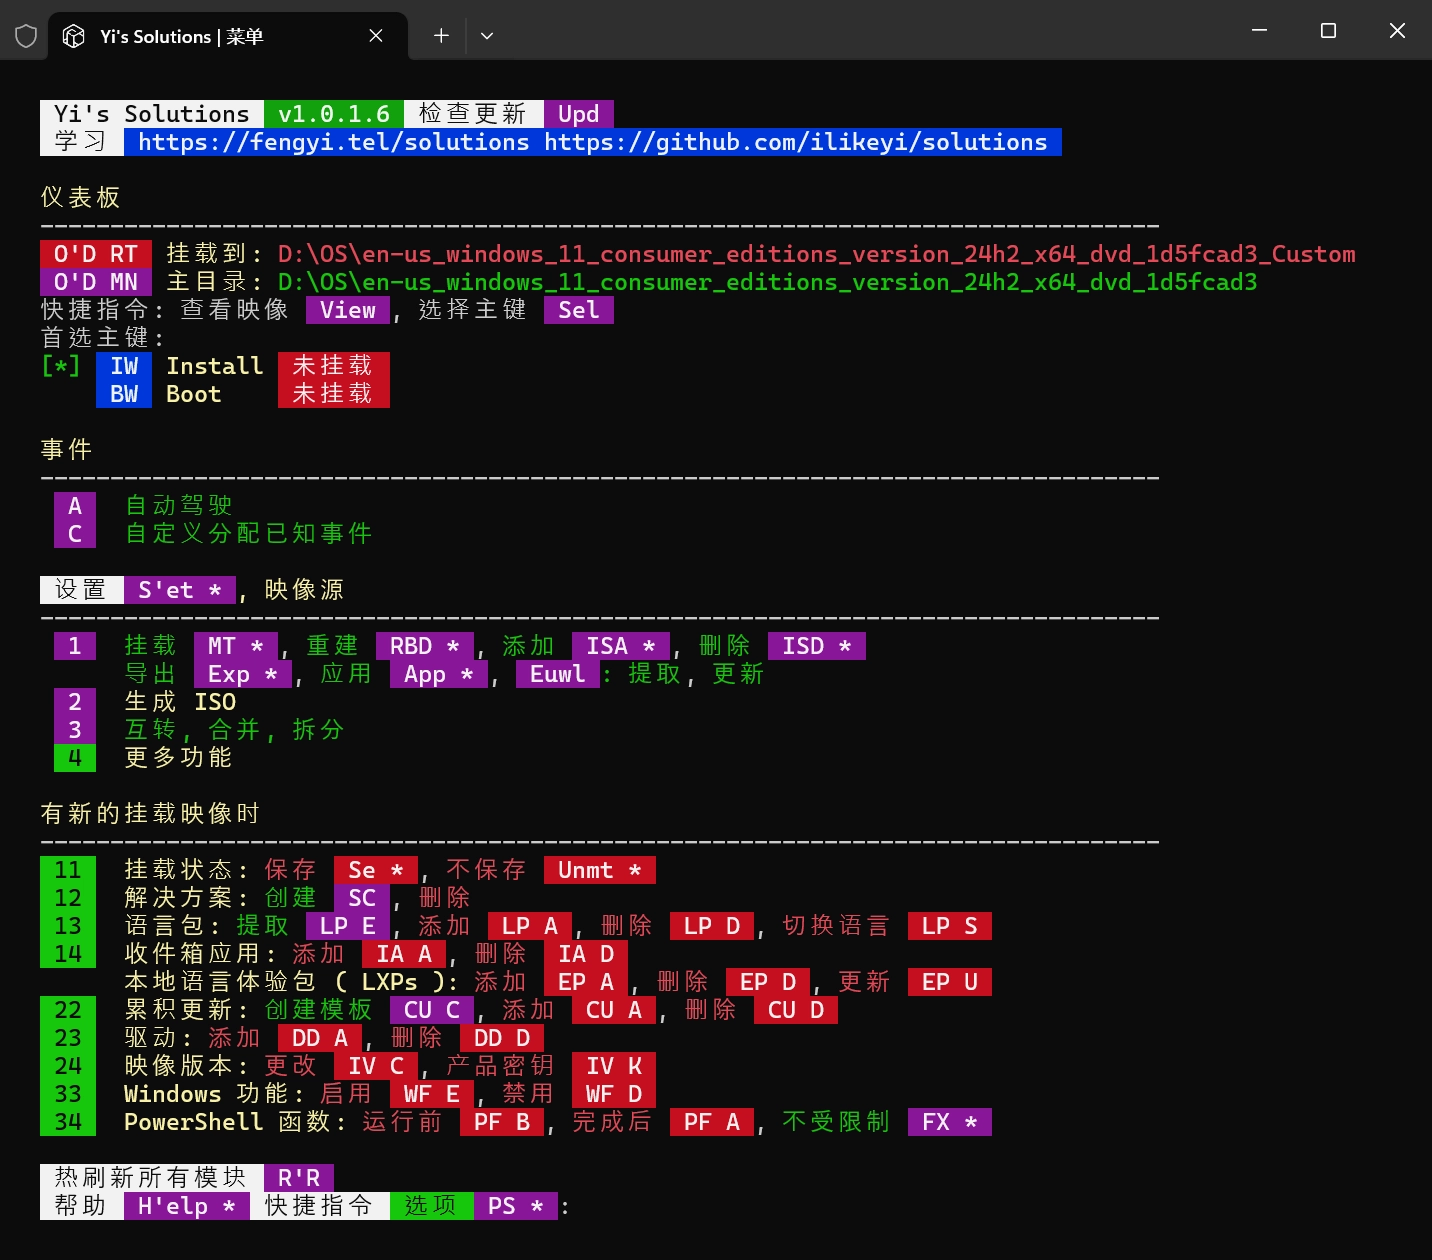 Yi's Solutions | 菜单
Yi's Solutions v1.0.1.6 检查更新 Upd
学习 https://fengyi.tel/solutions https://github.com/ilikeyi/solutions
仪表板
--------------------------------------------------------------------------------
O'D RT 挂载到: D:\OS\en-us_windows_11_consumer_editions_version_24h2_x64_dvd_1d5fcad3_Custom
O'D MN 主目录: D:\OS\en-us_windows_11_consumer_editions_version_24h2_x64_dvd_1d5fcad3
快捷指令: 查看映像 View , 选择主键 Sel
首选主键:
[*] IW Install 未挂载
BW Boot 未挂载
事件
--------------------------------------------------------------------------------
A 自动驾驶
C 自定义分配已知事件
设置 S'et * , 映像源
--------------------------------------------------------------------------------
1 挂载 MT * , 重建 RBD * , 添加 ISA * , 删除 ISD *
导出 Exp * , 应用 App * , Euwl : 提取, 更新
2 生成 ISO
3 互转, 合并, 拆分
4 更多功能
有新的挂载映像时
--------------------------------------------------------------------------------
11 挂载状态: 保存 Se * , 不保存 Unmt *
12 解决方案: 创建 SC , 删除
13 语言包: 提取 LP E , 添加 LP A , 删除 LP D , 切换语言 LP S
14 收件箱应用: 添加 IA A , 删除 IA D
本地语言体验包 ( LXPs ): 添加 EP A , 删除 EP D , 更新 EP U
22 累积更新: 创建模板 CU C , 添加 CU A , 删除 CU D
23 驱动: 添加 DD A , 删除 DD D
24 映像版本: 更改 IV C , 产品密钥 IV K
33 Windows 功能: 启用 WF E , 禁用 WF D
34 PowerShell 函数: 运行前 PF B , 完成后 PF A , 不受限制 FX *
热刷新所有模块 R'R
帮助 H'elp * 快捷指令 选项 PS * :